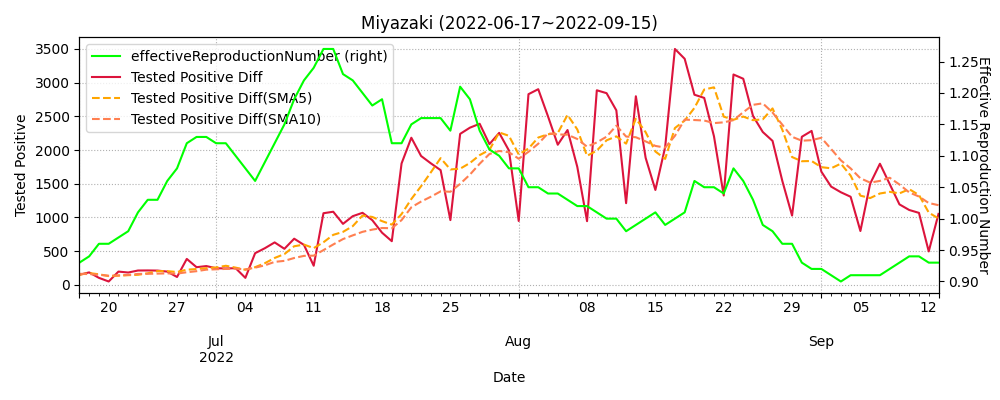 Miyazaki (2022-06-17~2022-09-15)
effectiveReproductionNumber (right)
Tested Positive Diff
Tested Positive Diff(SMA5)
Tested Positive Diff(SMA10)
Tested Positive
3500
3000
2500
2000
1500
1000
500
0
1.25
1.20
1.15
1.10
1.05
1.00
0.95
0.90
Effective Reproduction Number
20 27 04 11 18 25 08 15 22 29 05 12
Jul Aug Sep
2022
Date